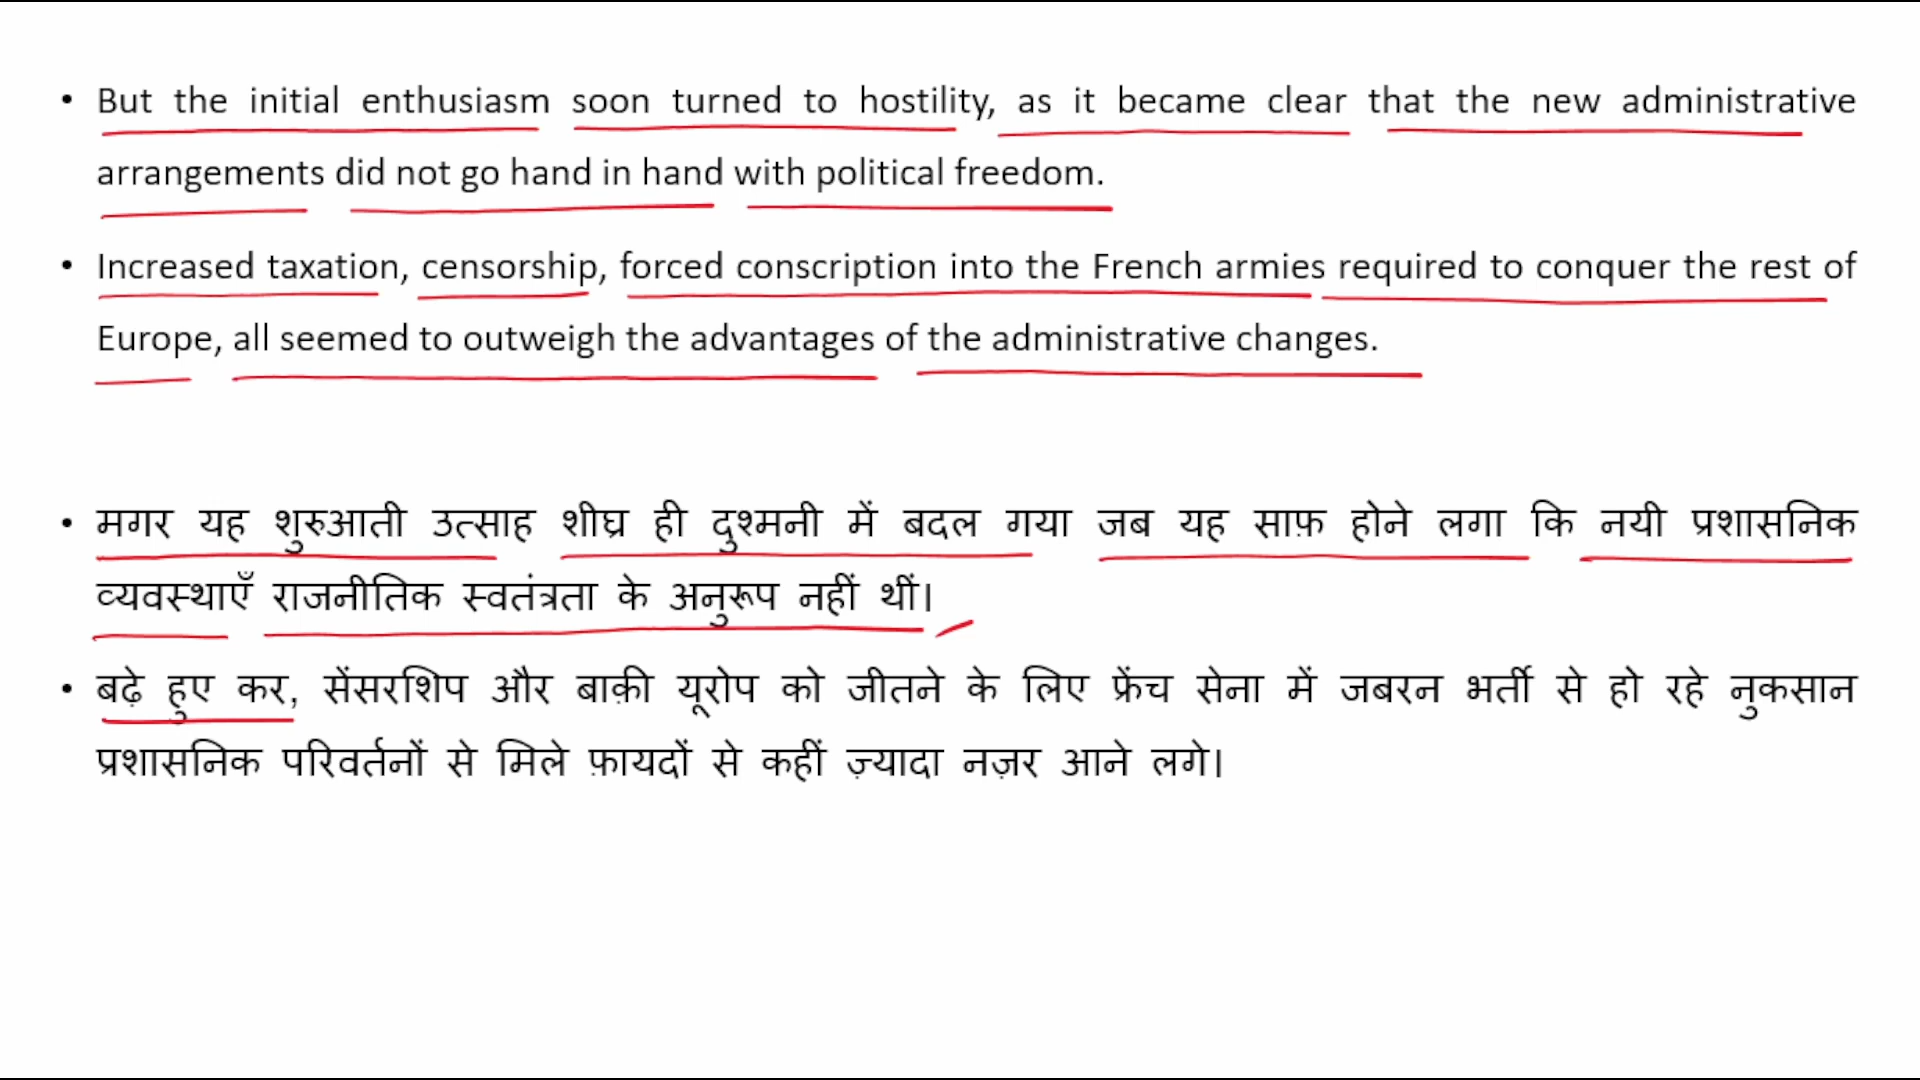 • But the initial enthusiasm soon turned to hostility, as it became clear that the new administrative
arrangements did not go hand in hand with political freedom.
• Increased taxation, censorship, forced conscription into the French armies required to conquer the rest of
Europe, all seemed to outweigh the advantages of the administrative changes.
• मगर यह शुरुआती उत्साह शीघ्र ही दुश्मनी में बदल गया जब यह साफ़ होने लगा कि नयी प्रशासनिक
व्यवस्थाएँ राजनीतिक स्वतंत्रता के अनुरूप नहीं थीं।
• बढ़े हुए कर, सेंसरशिप और बाक़ी यूरोप को जीतने के लिए फ्रेंच सेना में जबरन भर्ती से हो रहे नुकसान
प्रशासनिक परिवर्तनों से मिले फ़ायदों से कहीं ज़्यादा नज़र आने लगे।